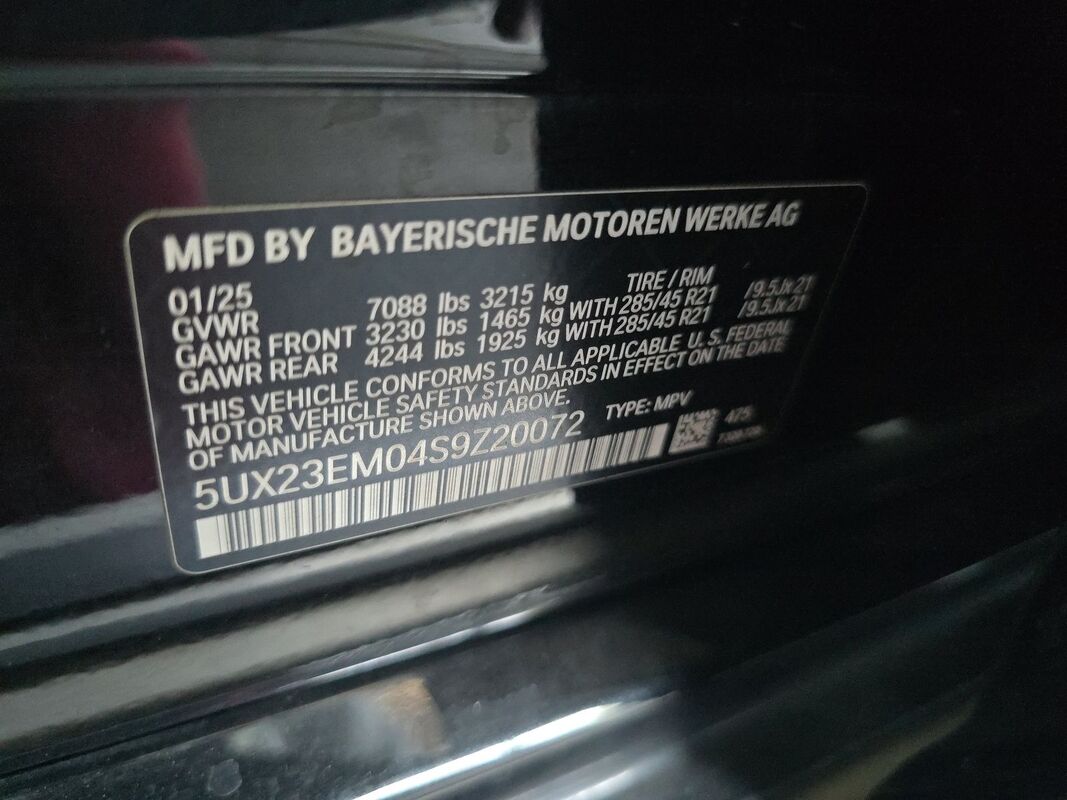 MFD BY BAYERISCHE MOTOREN WERKE AG
01/25 TIRE / RIM
GVWR 7088 lbs 3215 kg
GAWR FRONT 3230 lbs 1465 kg WITH 285/45 R21 /9.5Jx21
GAWR REAR 4244 lbs 1925 kg WITH 285/45 R21 /9.5Jx21
THIS VEHICLE CONFORMS TO ALL APPLICABLE U. S. FEDERAL
MOTOR VEHICLE SAFETY STANDARDS IN EFFECT ON THE DATE
OF MANUFACTURE SHOWN ABOVE.
5UX23EM04S9Z20072 TYPE: MPV
475